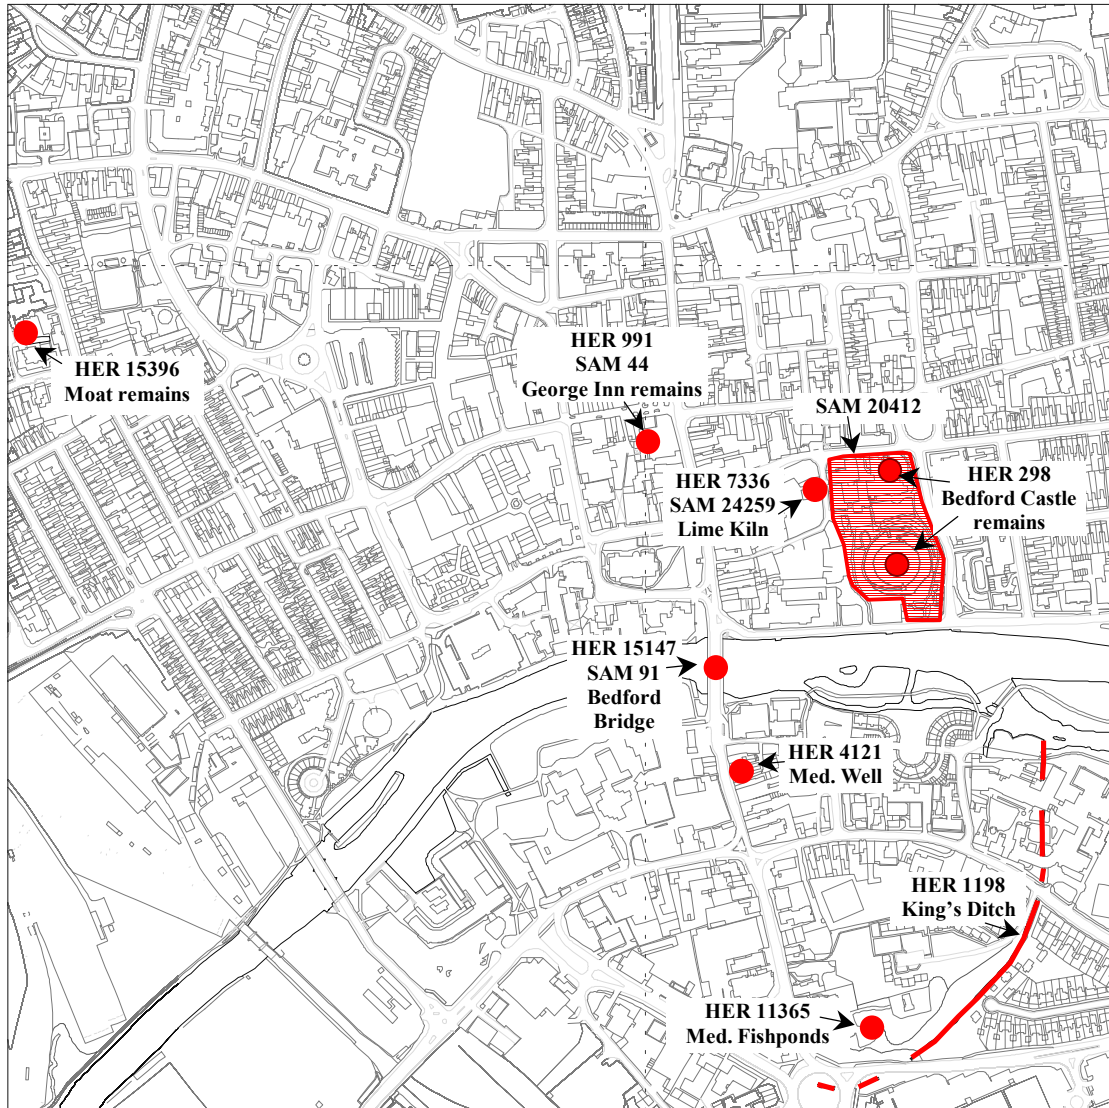 HER 991
SAM 44
George Inn remains
HER 15396
Moat remains
SAM 20412
HER 7336
SAM 24259
Lime Kiln
HER 298
Bedford Castle
remains
HER 15147
SAM 91
Bedford
Bridge
HER 4121
Med. Well
HER 1198
King's Ditch
HER 11365
Med. Fishponds